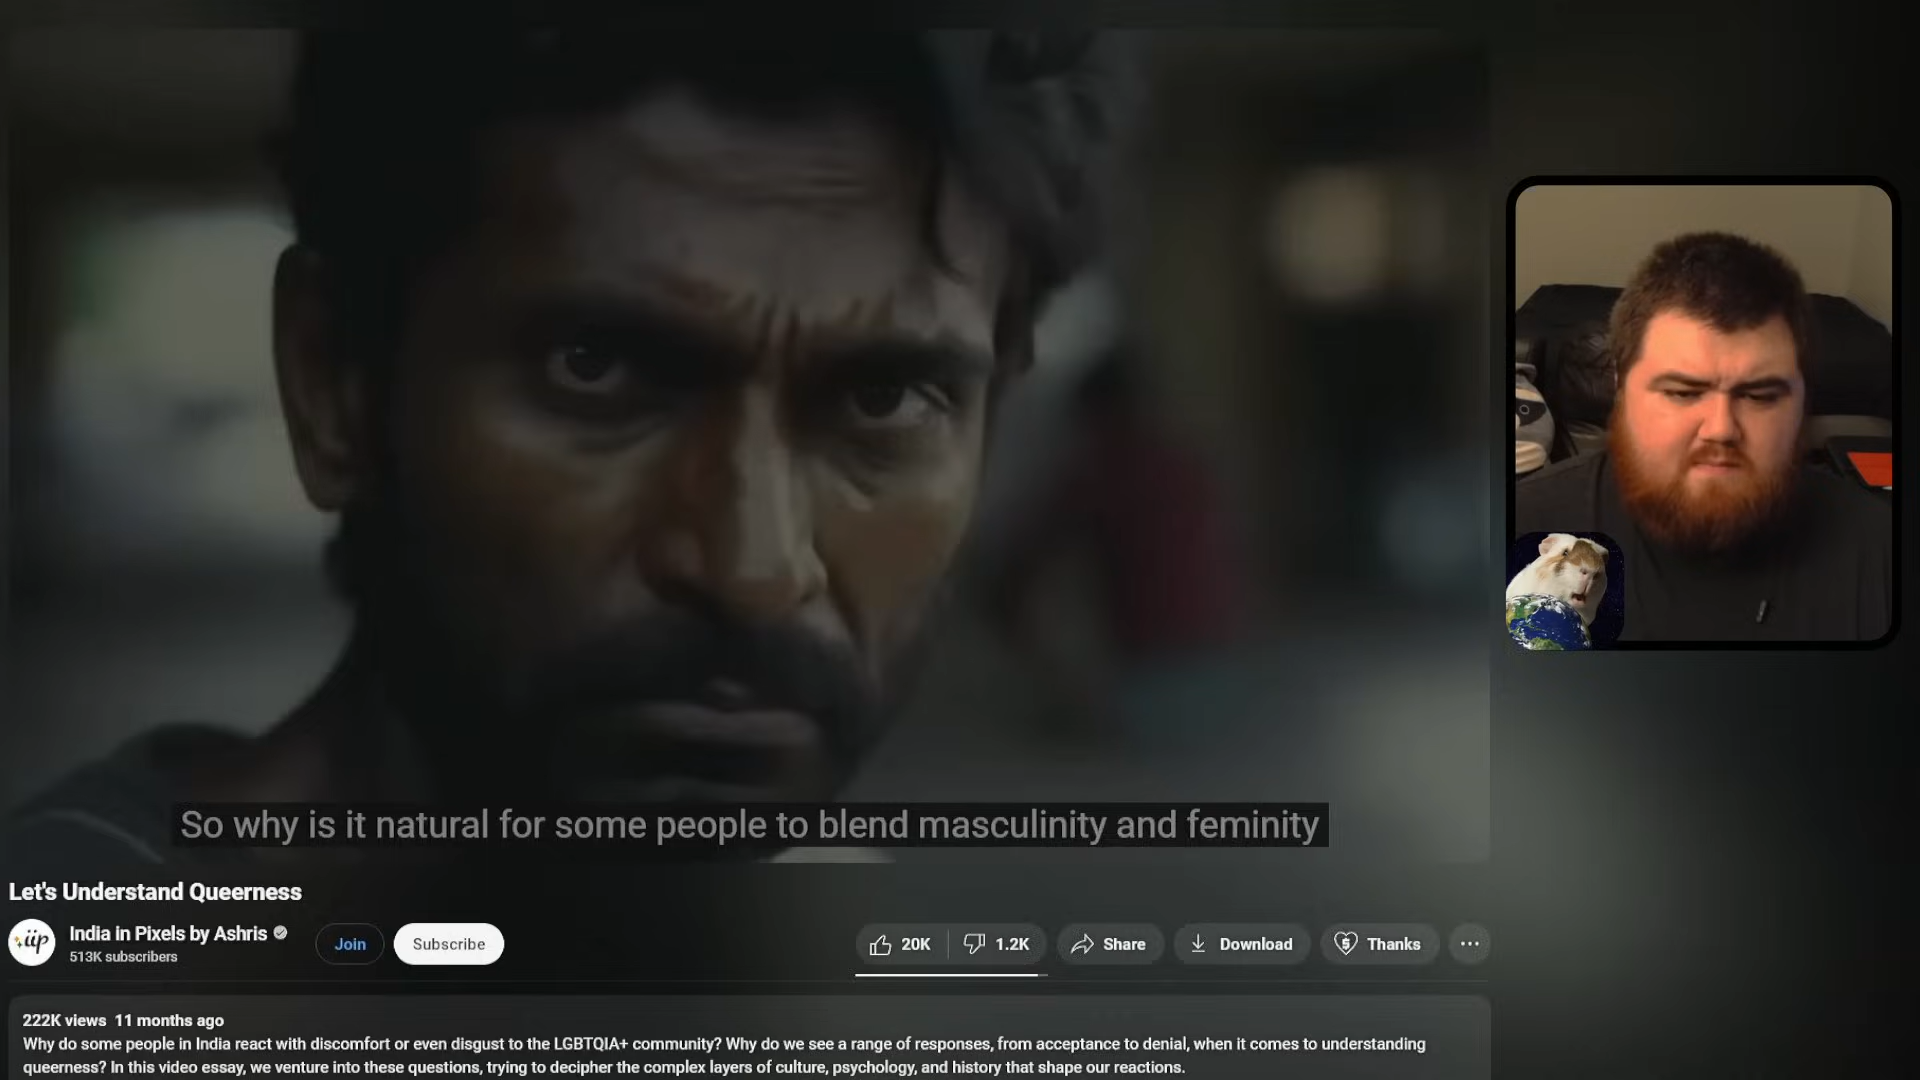 So why is it natural for some people to blend masculinity and feminity
Let's Understand Queerness
iip
India in Pixels by Ashris
513K subscribers
Join
Subscribe
20K
1.2K
Share
Download
Thanks
222K views 11 months ago
Why do some people in India react with discomfort or even disgust to the LGBTQIA+ community? Why do we see a range of responses, from acceptance to denial, when it comes to understanding
queerness? In this video essay, we venture into these questions, trying to decipher the complex layers of culture, psychology, and history that shape our reactions.